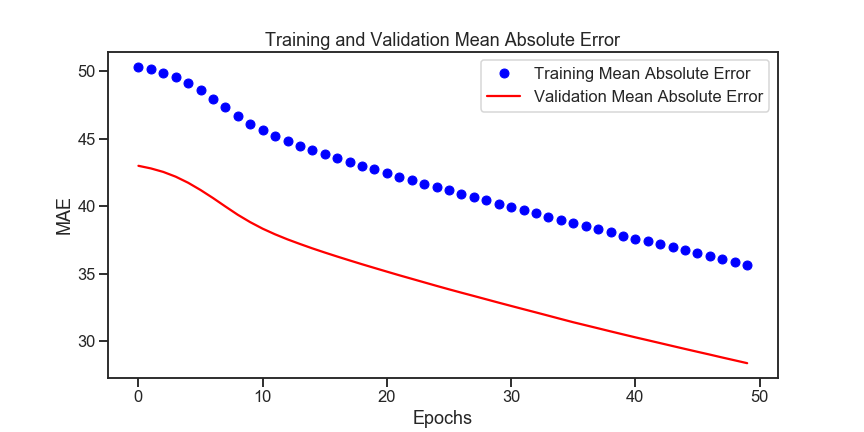 Training and Validation Mean Absolute Error
Training Mean Absolute Error
Validation Mean Absolute Error
MAE
50
45
40
35
30
0 10 20 30 40 50
Epochs